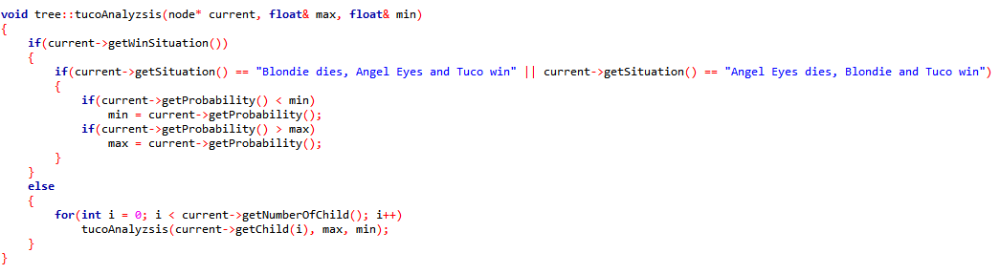 void tree::tucoAnalyzsis(node* current, float& max, float& min)
{
    if(current->getWinSituation())
    {
        if(current->getSituation() == "Blondie dies, Angel Eyes and Tuco win" || current->getSituation() == "Angel Eyes dies, Blondie and Tuco win")
        {
            if(current->getProbability() < min)
                min = current->getProbability();
            if(current->getProbability() > max)
                max = current->getProbability();
        }
    }
    else
    {
        for(int i = 0; i < current->getNumberOfChild(); i++)
            tucoAnalyzsis(current->getChild(i), max, min);
    }
}